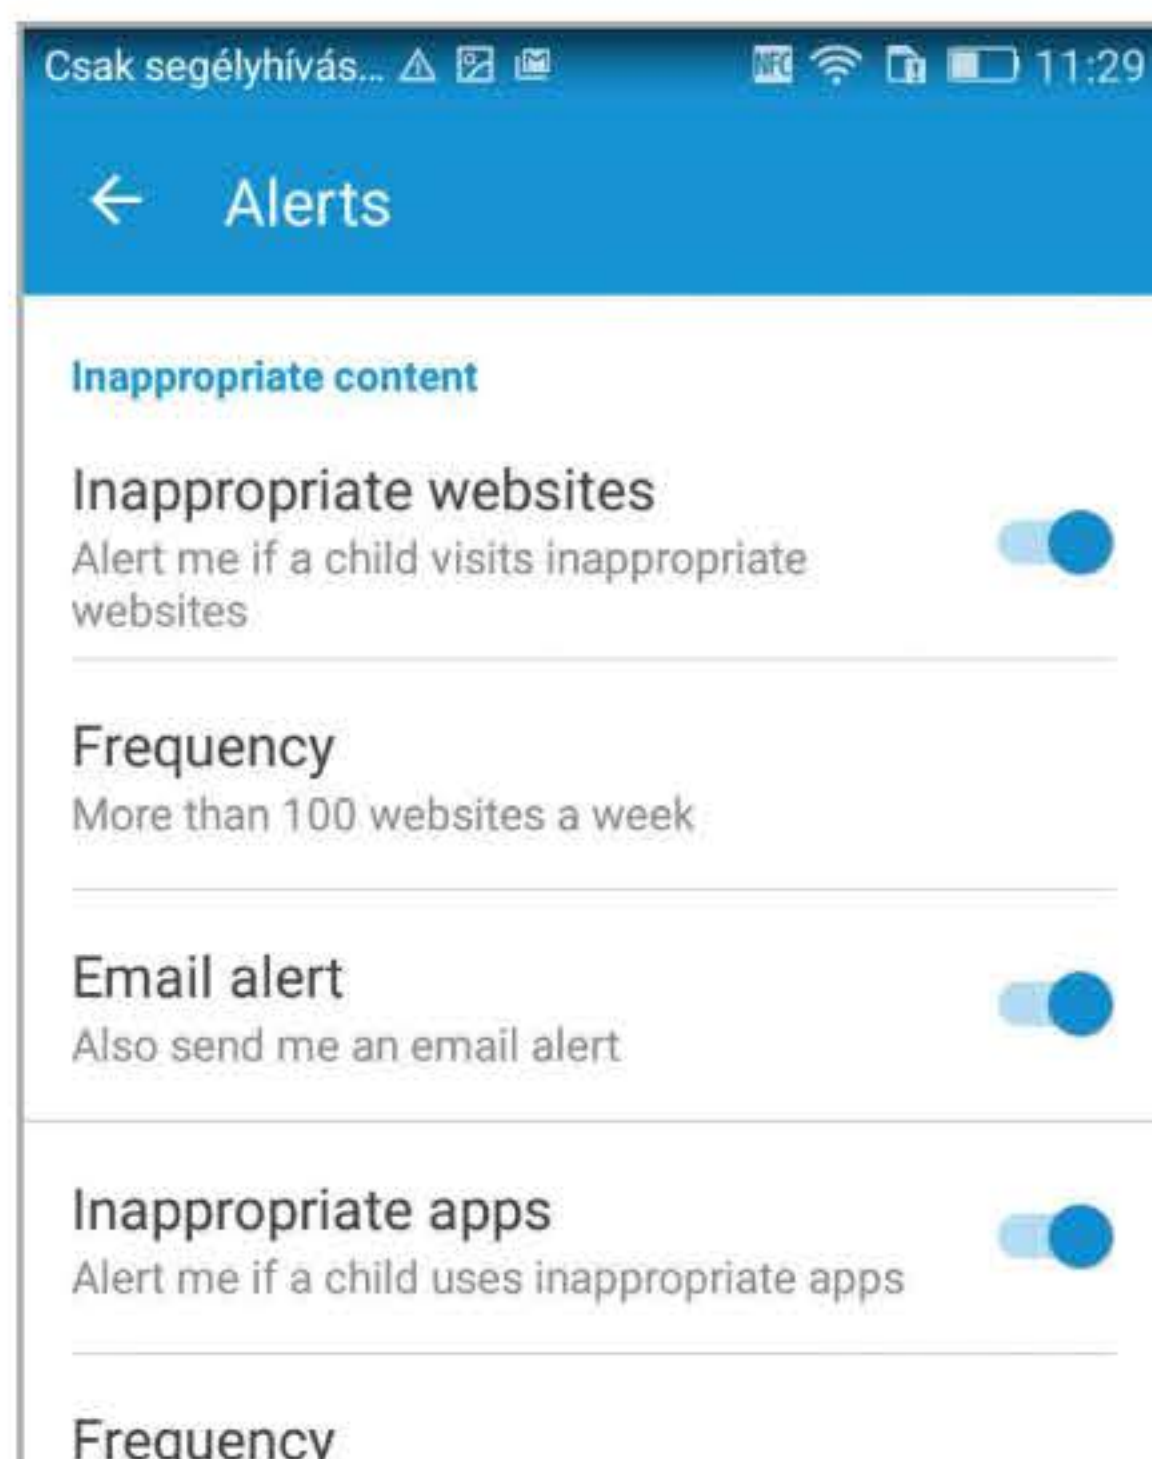 Csak segélyhívás... NFC 11:29
Alerts
Inappropriate content
Inappropriate websites
Alert me if a child visits inappropriate
websites
Frequency
More than 100 websites a week
Email alert
Also send me an email alert
Inappropriate apps
Alert me if a child uses inappropriate apps
Frequency